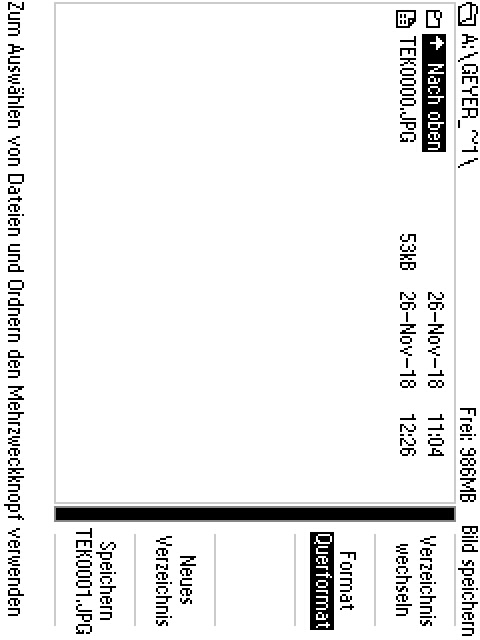 A:\GEYER_~1\ Frei: 986MB Bild speichern
Nach oben 26-Nov-18 11:04
TEK0000.JPG 53kB 26-Nov-18 12:26
Verzeichnis
wechseln
Format
Querformat
Neues
Verzeichnis
Speichern
TEK0001.JPG
Zum Auswählen von Dateien und Ordnern den Mehrzweckknopf verwenden